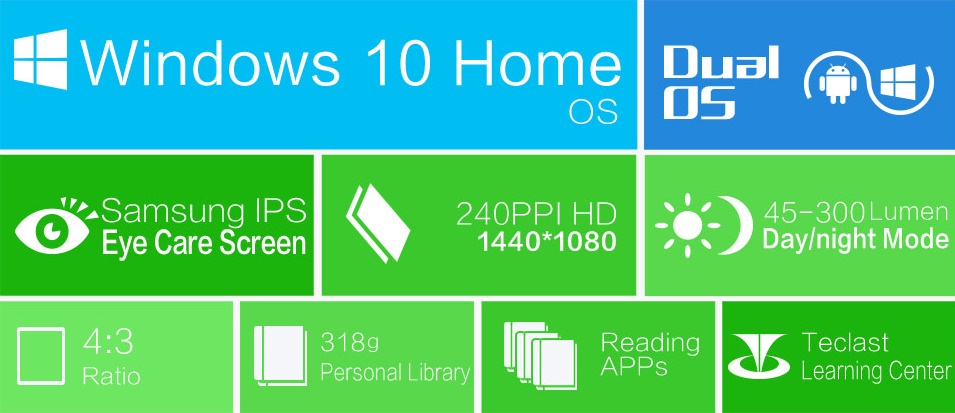 Windows 10 Home
OS
Dual
OS
Samsung IPS
Eye Care Screen
240PPI HD
1440*1080
45-300 Lumen
Day/night Mode
4:3
Ratio
318g
Personal Library
Reading
APPs
Teclast
Learning Center